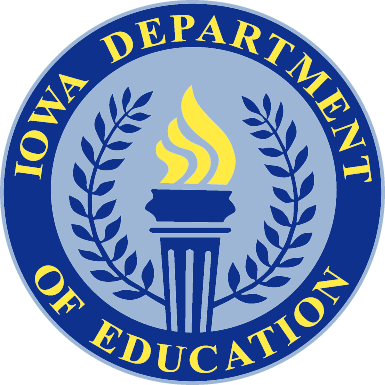 IOWA DEPARTMENT
OF EDUCATION